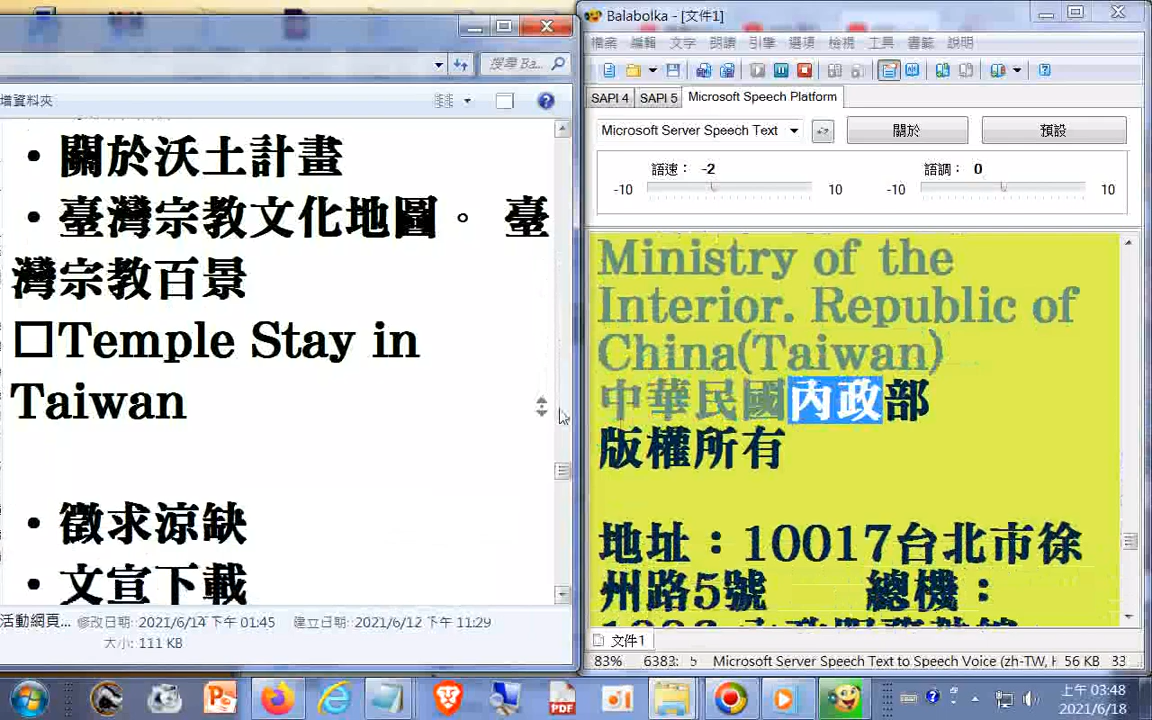 搜尋 Ba...
增資料夾
•關於沃土計畫
•臺灣宗教文化地圖。 臺
灣宗教百景
□Temple Stay in
Taiwan
•徵求涼缺
•文宣下載
活動網頁... 修改日期: 2021/6/14 下午 01:45 建立日期: 2021/6/12 下午 11:29
大小: 111 KB
Balabolka - [文件1]
檔案 編輯 文字 朗讀 引擎 選項 檢視 工具 書籤 說明
SAPI 4 SAPI 5 Microsoft Speech Platform
Microsoft Server Speech Text 關於 預設
語速: -2 語調: 0
-10 10 -10 10
Ministry of the
Interior. Republic of
China(Taiwan)
中華民國內政部
版權所有
地址：10017台北市徐
州路5號 總機：
文件1
83% 6383: 5 Microsoft Server Speech Text to Speech Voice (zh-TW, H 56 KB 33
PDF
上午 03:48
2021/6/18